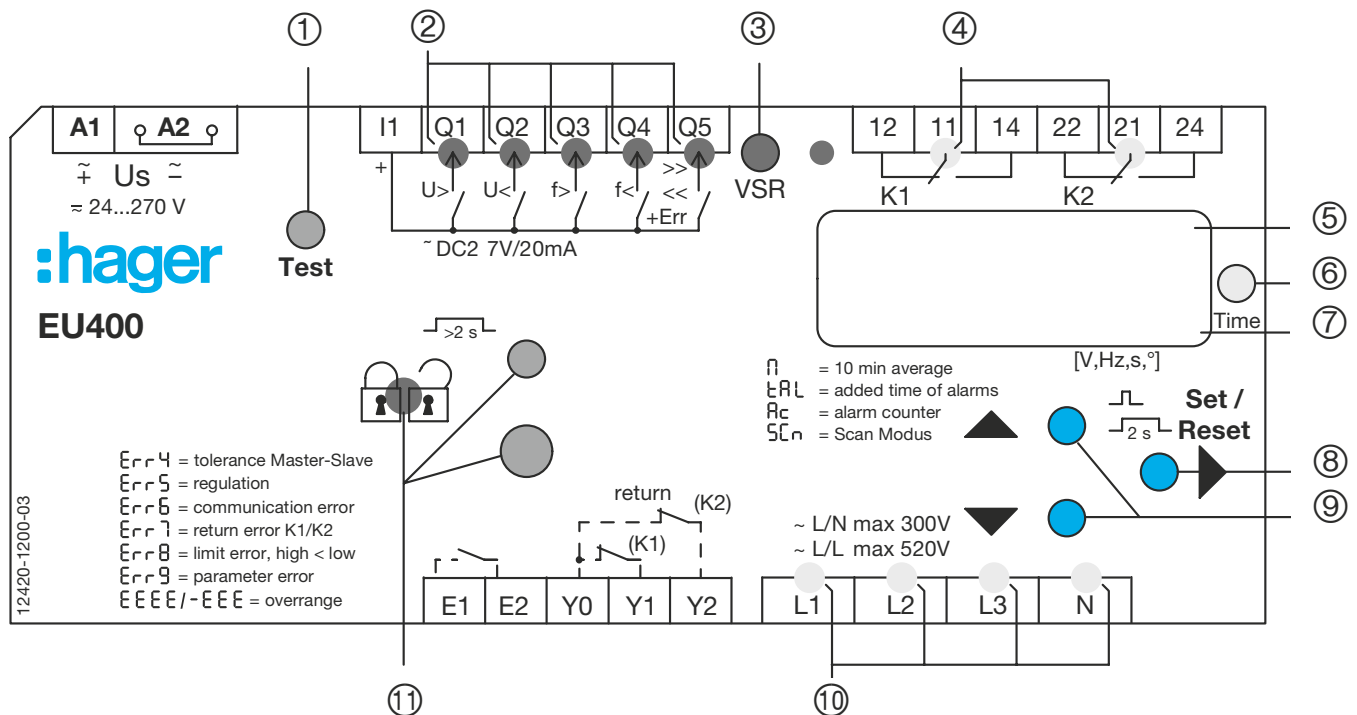 ① ② ③ ④
A1 A2
~ + Us ~ −
≂ 24...270 V
I1 Q1 Q2 Q3 Q4 Q5
+ U> U< f> f< >> <<
+Err
~ DC2 7V/20mA
VSR
12 11 14 22 21 24
K1 K2
:hager
EU400
Test
⑤
⑥
Time
⑦
[V,Hz,s,°]
>2 s
n = 10 min average
tAL = added time of alarms
Ac = alarm counter
SCn = Scan Modus
Set /
Reset
2 s
⑧
⑨
Err4 = tolerance Master-Slave
Err5 = regulation
Err6 = communication error
Err7 = return error K1/K2
Err8 = limit error, high < low
Err9 = parameter error
EEEE/-EEE = overrange
12420-1200-03
return (K2)
(K1)
~ L/N max 300V
~ L/L max 520V
E1 E2 Y0 Y1 Y2
L1 L2 L3 N
⑪ ⑩